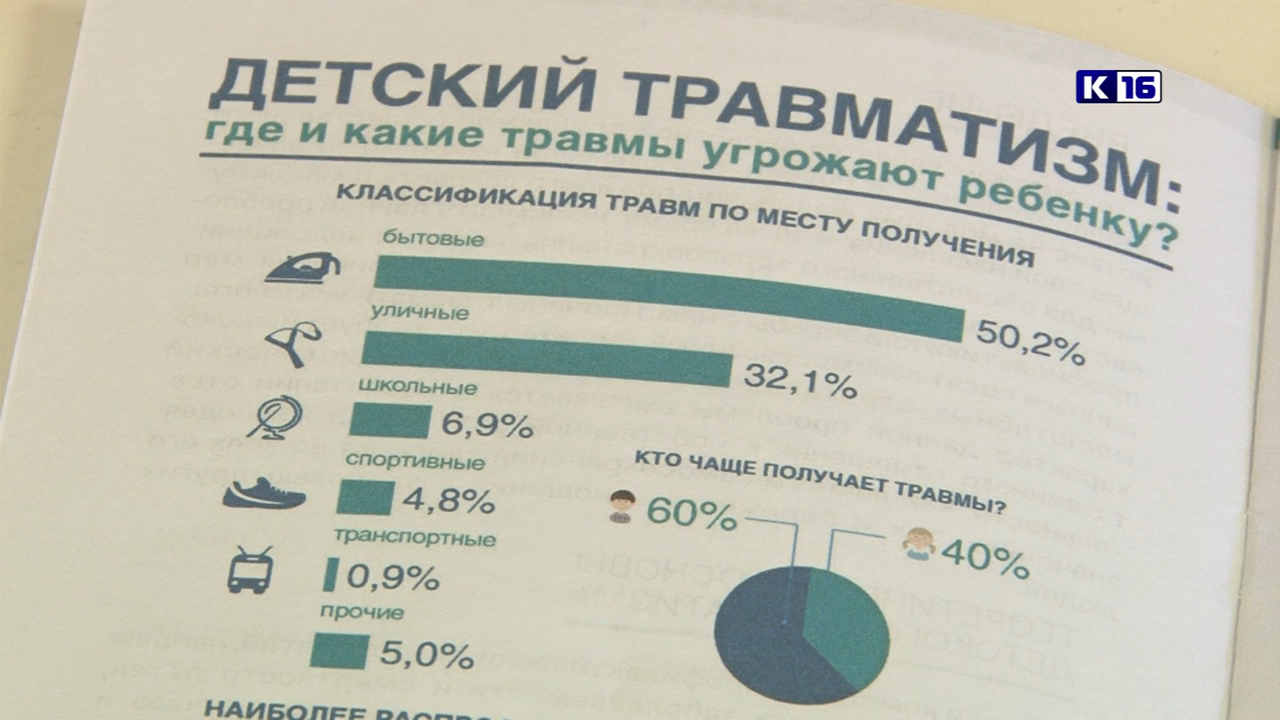 К 16
ДЕТСКИЙ ТРАВМАТИЗМ:
где и какие травмы угрожают ребенку?
КЛАССИФИКАЦИЯ ТРАВМ ПО МЕСТУ ПОЛУЧЕНИЯ
бытовые
50,2%
уличные
32,1%
школьные
6,9%
спортивные
4,8%
транспортные
0,9%
прочие
5,0%
КТО ЧАЩЕ ПОЛУЧАЕТ ТРАВМЫ?
60%
40%
НАИБОЛЕЕ